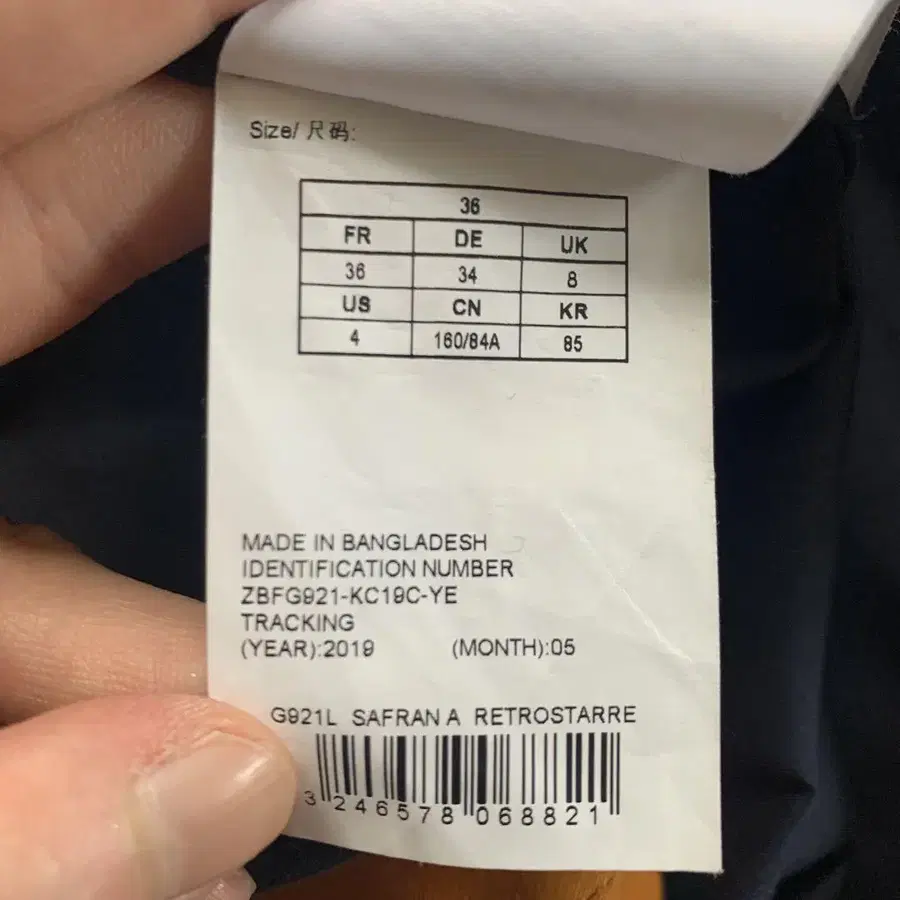 Size/ 尺码:
36
FR DE UK
36 34 8
US CN KR
4 160/84A 85
MADE IN BANGLADESH
IDENTIFICATION NUMBER
ZBFG921-KC19C-YE
TRACKING
(YEAR):2019 (MONTH):05
G921L SAFRAN A RETROSTARRE
3 246578 068821